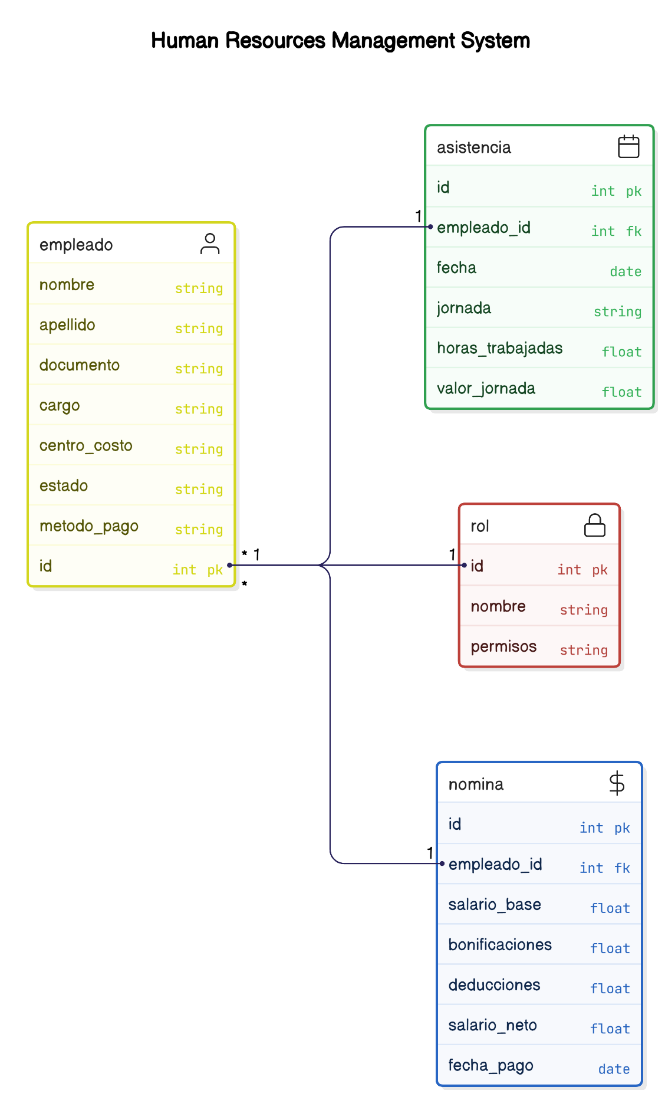 Human Resources Management System
empleado
nombre string
apellido string
documento string
cargo string
centro_costo string
estado string
metodo_pago string
id int pk
* 1
*
asistencia
id int pk
1
empleado_id int fk
fecha date
jornada string
horas_trabajadas float
valor_jornada float
rol
1
id int pk
nombre string
permisos string
nomina
id int pk
1
empleado_id int fk
salario_base float
bonificaciones float
deducciones float
salario_neto float
fecha_pago date